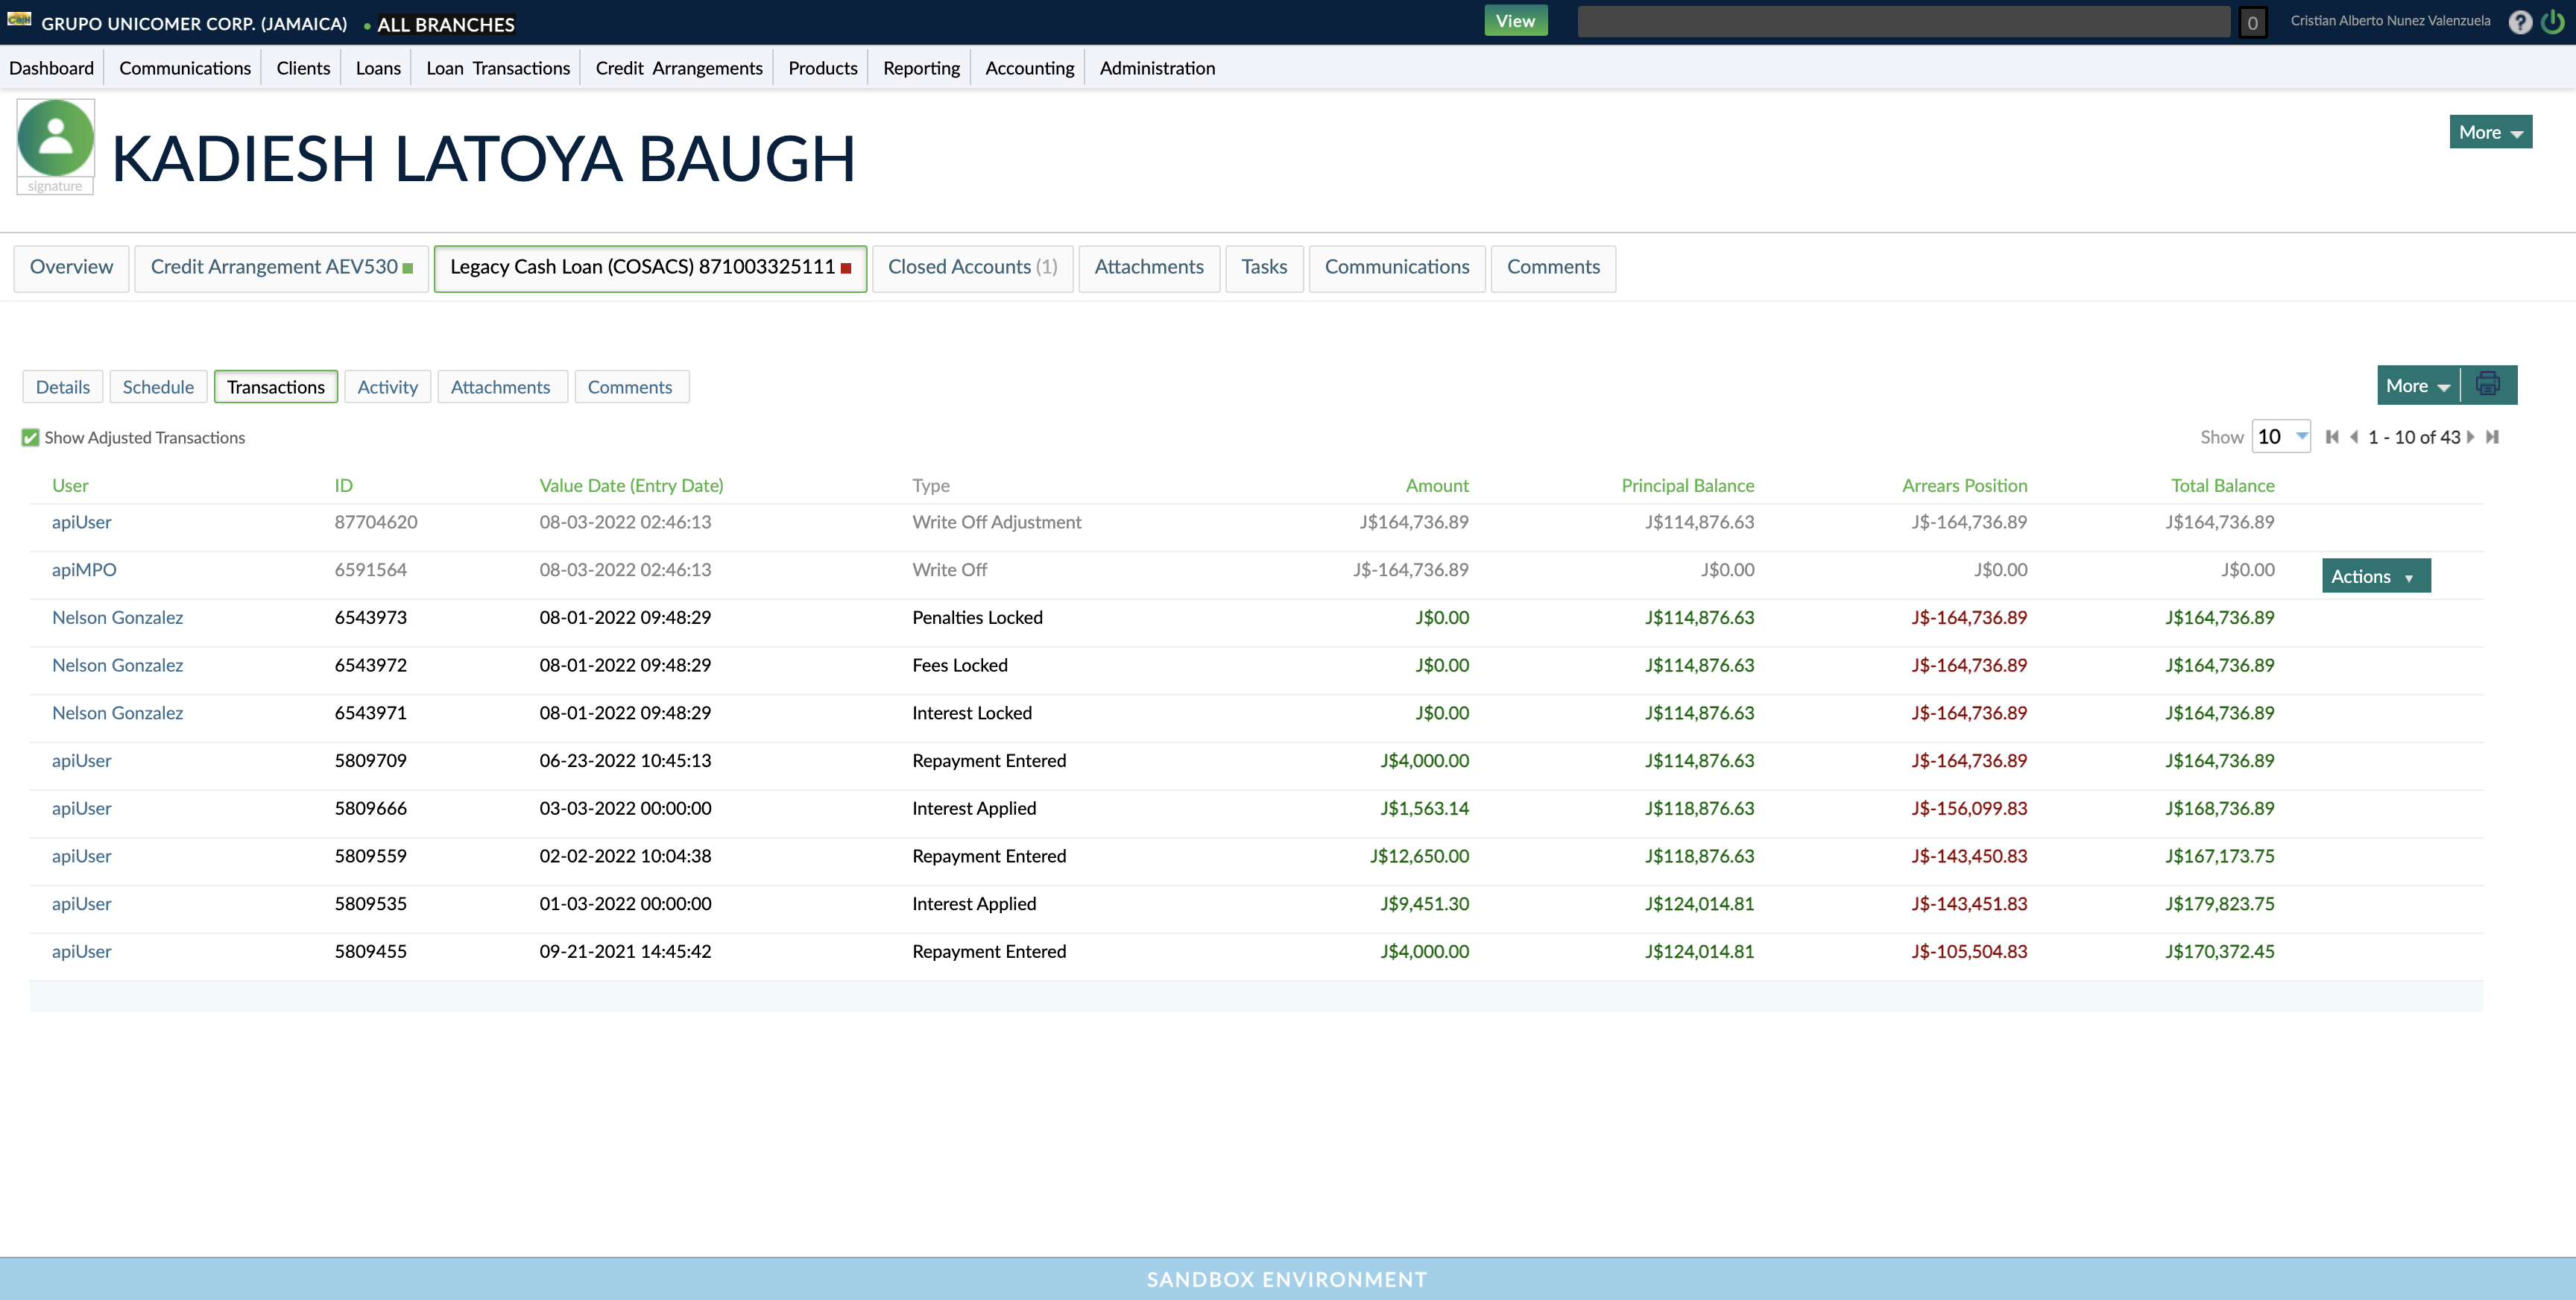 GRUPO UNICOMER CORP. (JAMAICA) • ALL BRANCHES View 0 Cristian Alberto Nunez Valenzuela ?
Dashboard Communications Clients Loans Loan Transactions Credit Arrangements Products Reporting Accounting Administration
signature
KADIESH LATOYA BAUGH
More
Overview Credit Arrangement AEV530 Legacy Cash Loan (COSACS) 871003325111 Closed Accounts (1) Attachments Tasks Communications Comments
Details Schedule Transactions Activity Attachments Comments More
Show Adjusted Transactions Show 10 1 - 10 of 43
User ID Value Date (Entry Date) Type Amount Principal Balance Arrears Position Total Balance
apiUser 87704620 08-03-2022 02:46:13 Write Off Adjustment J$164,736.89 J$114,876.63 J$-164,736.89 J$164,736.89
apiMPO 6591564 08-03-2022 02:46:13 Write Off J$-164,736.89 J$0.00 J$0.00 J$0.00 Actions
Nelson Gonzalez 6543973 08-01-2022 09:48:29 Penalties Locked J$0.00 J$114,876.63 J$-164,736.89 J$164,736.89
Nelson Gonzalez 6543972 08-01-2022 09:48:29 Fees Locked J$0.00 J$114,876.63 J$-164,736.89 J$164,736.89
Nelson Gonzalez 6543971 08-01-2022 09:48:29 Interest Locked J$0.00 J$114,876.63 J$-164,736.89 J$164,736.89
apiUser 5809709 06-23-2022 10:45:13 Repayment Entered J$4,000.00 J$114,876.63 J$-164,736.89 J$164,736.89
apiUser 5809666 03-03-2022 00:00:00 Interest Applied J$1,563.14 J$118,876.63 J$-156,099.83 J$168,736.89
apiUser 5809559 02-02-2022 10:04:38 Repayment Entered J$12,650.00 J$118,876.63 J$-143,450.83 J$167,173.75
apiUser 5809535 01-03-2022 00:00:00 Interest Applied J$9,451.30 J$124,014.81 J$-143,451.83 J$179,823.75
apiUser 5809455 09-21-2021 14:45:42 Repayment Entered J$4,000.00 J$124,014.81 J$-105,504.83 J$170,372.45
SANDBOX ENVIRONMENT